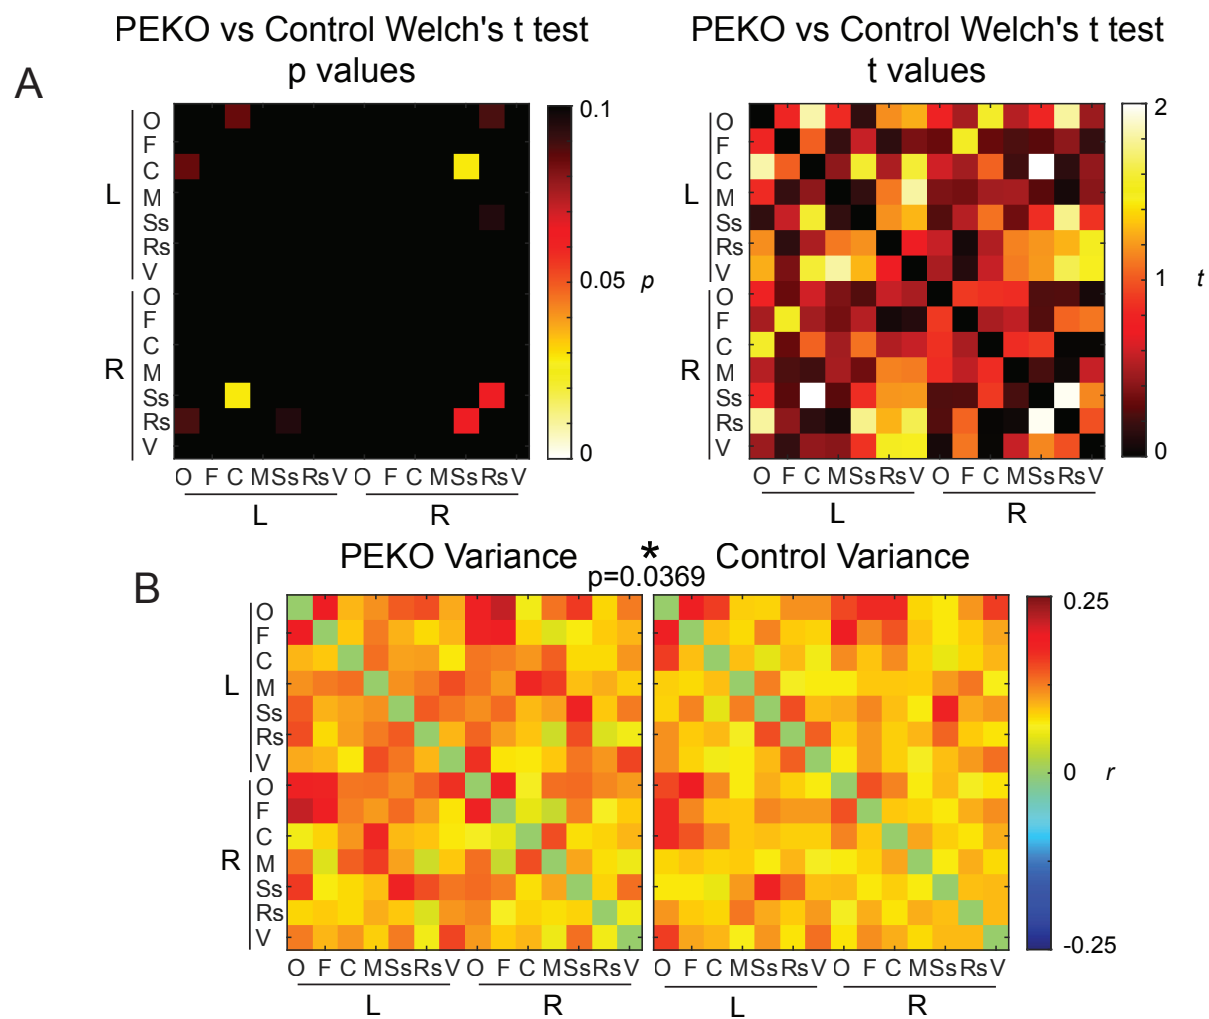 PEKO vs Control Welch's t test
p values
PEKO vs Control Welch's t test
t values
A
L
O
F
C
M
Ss
Rs
V
R
O
F
C
M
Ss
Rs
V
O F C M Ss Rs V O F C M Ss Rs V
L R
0.1
0.05 p
0
L
O
F
C
M
Ss
Rs
V
R
O
F
C
M
Ss
Rs
V
O F C M Ss Rs V O F C M Ss Rs V
L R
2
1 t
0
B
PEKO Variance * Control Variance
p=0.0369
L
O
F
C
M
Ss
Rs
V
R
O
F
C
M
Ss
Rs
V
O F C M Ss Rs V O F C M Ss Rs V
L R
O F C M Ss Rs V O F C M Ss Rs V
L R
0.25
0 r
-0.25